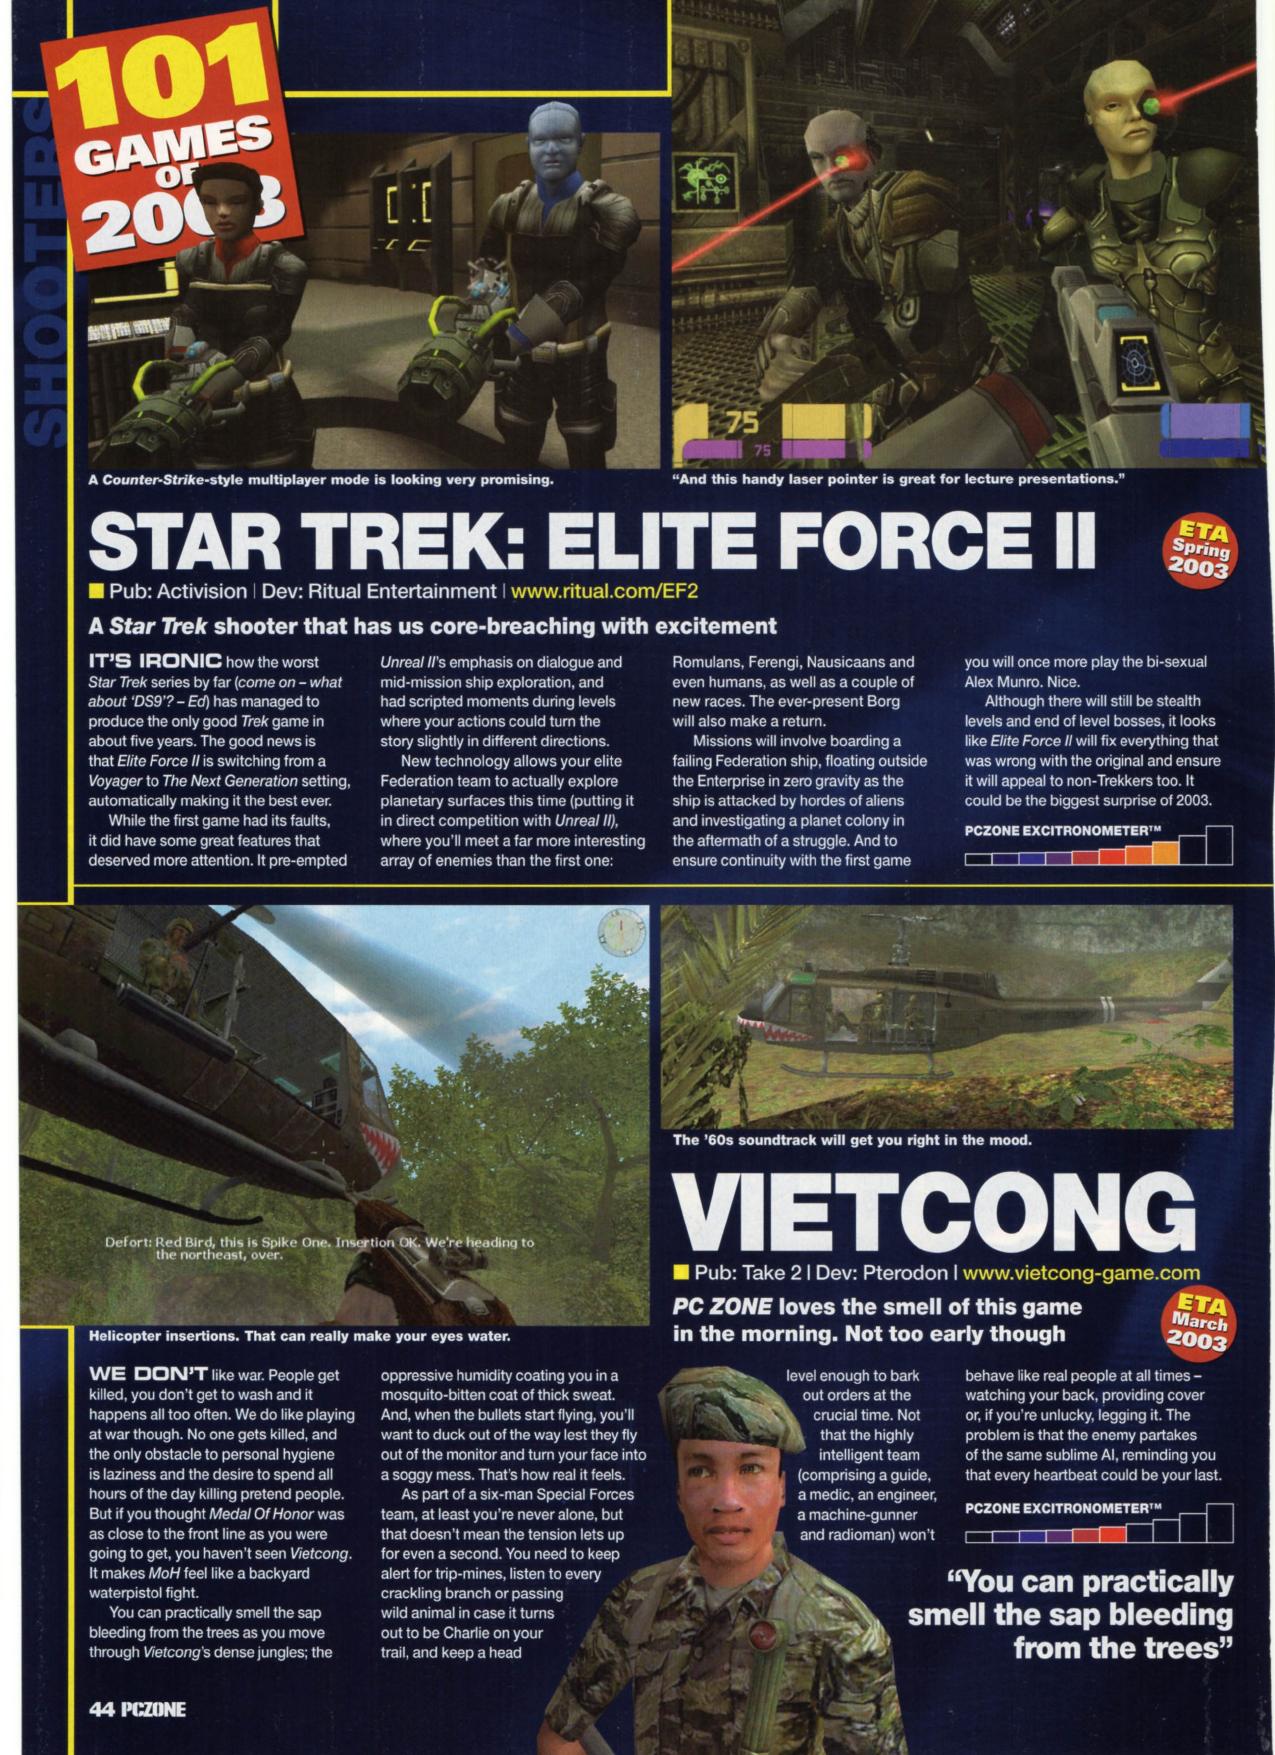 101
GAMES
OF
2003
SHOOTERS
75
75
A Counter-Strike-style multiplayer mode is looking very promising.
“And this handy laser pointer is great for lecture presentations.”
STAR TREK: ELITE FORCE II
ETA
Spring
2003
Pub: Activision | Dev: Ritual Entertainment | www.ritual.com/EF2
A Star Trek shooter that has us core-breaching with excitement
IT'S IRONIC how the worst
Star Trek series by far (come on – what
about 'DS9'? – Ed) has managed to
produce the only good Trek game in
about five years. The good news is
that Elite Force II is switching from a
Voyager to The Next Generation setting,
automatically making it the best ever.
While the first game had its faults,
it did have some great features that
deserved more attention. It pre-empted
Unreal II's emphasis on dialogue and
mid-mission ship exploration, and
had scripted moments during levels
where your actions could turn the
story slightly in different directions.
New technology allows your elite
Federation team to actually explore
planetary surfaces this time (putting it
in direct competition with Unreal II),
where you'll meet a far more interesting
array of enemies than the first one:
Romulans, Ferengi, Nausicaans and
even humans, as well as a couple of
new races. The ever-present Borg
will also make a return.
Missions will involve boarding a
failing Federation ship, floating outside
the Enterprise in zero gravity as the
ship is attacked by hordes of aliens
and investigating a planet colony in
the aftermath of a struggle. And to
ensure continuity with the first game
you will once more play the bi-sexual
Alex Munro. Nice.
Although there will still be stealth
levels and end of level bosses, it looks
like Elite Force II will fix everything that
was wrong with the original and ensure
it will appeal to non-Trekkers too. It
could be the biggest surprise of 2003.
PCZONE EXCITRONOMETER™
Defort: Red Bird, this is Spike One. Insertion OK. We're heading to
the northeast, over.
Helicopter insertions. That can really make your eyes water.
The '60s soundtrack will get you right in the mood.
VIETCONG
Pub: Take 2 | Dev: Pterodon | www.vietcong-game.com
PC ZONE loves the smell of this game
in the morning. Not too early though
ETA
March
2003
WE DON'T like war. People get
killed, you don't get to wash and it
happens all too often. We do like playing
at war though. No one gets killed, and
the only obstacle to personal hygiene
is laziness and the desire to spend all
hours of the day killing pretend people.
But if you thought Medal Of Honor was
as close to the front line as you were
going to get, you haven't seen Vietcong.
It makes MoH feel like a backyard
waterpistol fight.
You can practically smell the sap
bleeding from the trees as you move
through Vietcong's dense jungles; the
oppressive humidity coating you in a
mosquito-bitten coat of thick sweat.
And, when the bullets start flying, you'll
want to duck out of the way lest they fly
out of the monitor and turn your face into
a soggy mess. That's how real it feels.
As part of a six-man Special Forces
team, at least you're never alone, but
that doesn't mean the tension lets up
for even a second. You need to keep
alert for trip-mines, listen to every
crackling branch or passing
wild animal in case it turns
out to be Charlie on your
trail, and keep a head
level enough to bark
out orders at the
crucial time. Not
that the highly
intelligent team
(comprising a guide,
a medic, an engineer,
a machine-gunner
and radioman) won't
behave like real people at all times –
watching your back, providing cover
or, if you're unlucky, legging it. The
problem is that the enemy partakes
of the same sublime AI, reminding you
that every heartbeat could be your last.
PCZONE EXCITRONOMETER™
“You can practically
smell the sap bleeding
from the trees”
44 PCZONE